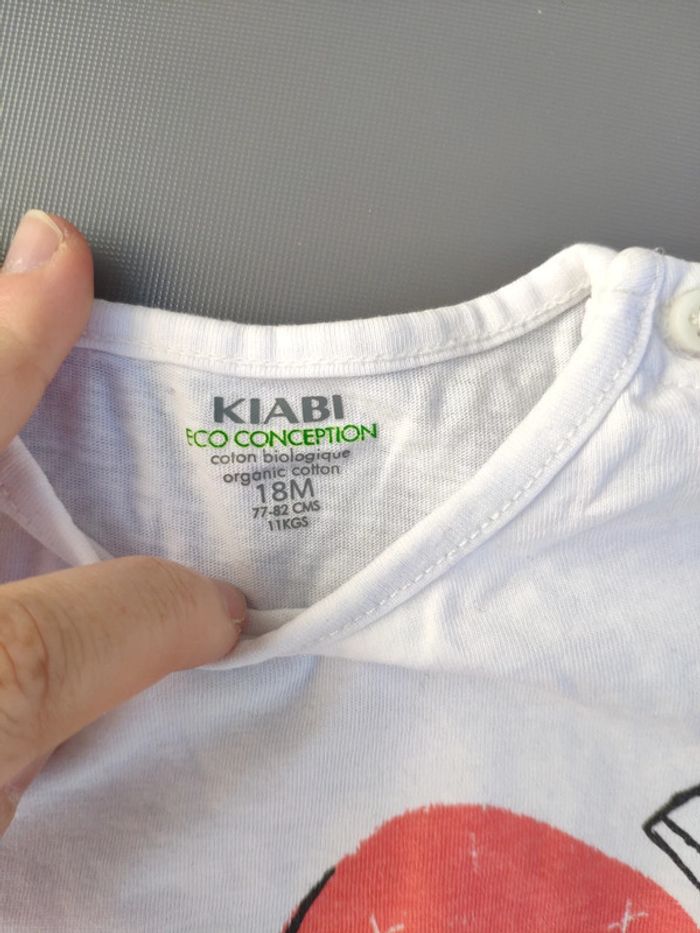 KIABI
ECO CONCEPTION
coton biologique
organic cotton
18M
77-82 CMS
11KGS